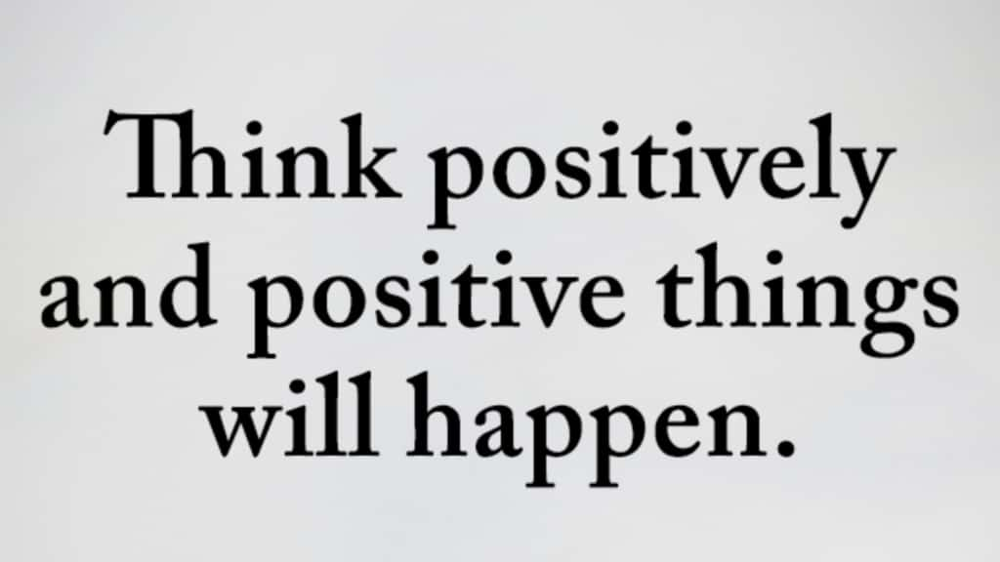 Think positively
and positive things
will happen.